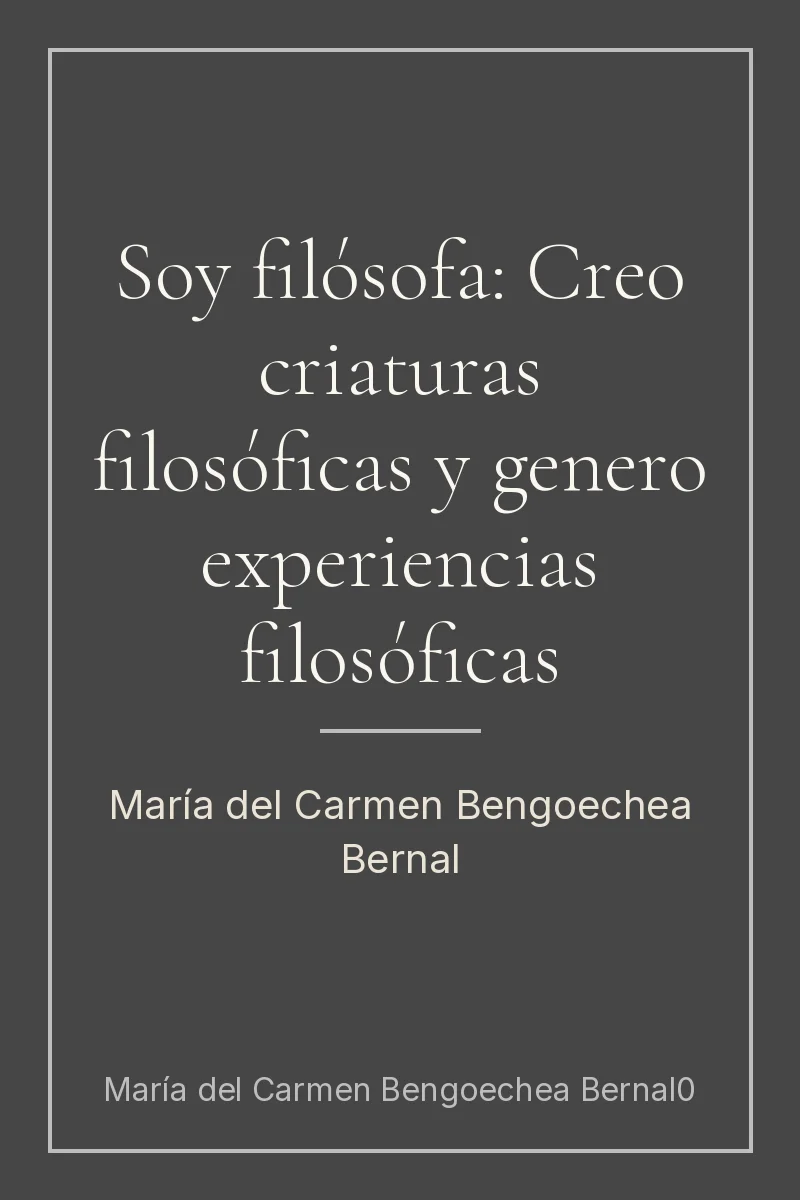 Soy filósofa: Creo
criaturas
filosóficas y genero
experiencias
filosóficas
María del Carmen Bengoechea
Bernal
María del Carmen Bengoechea Bernal0